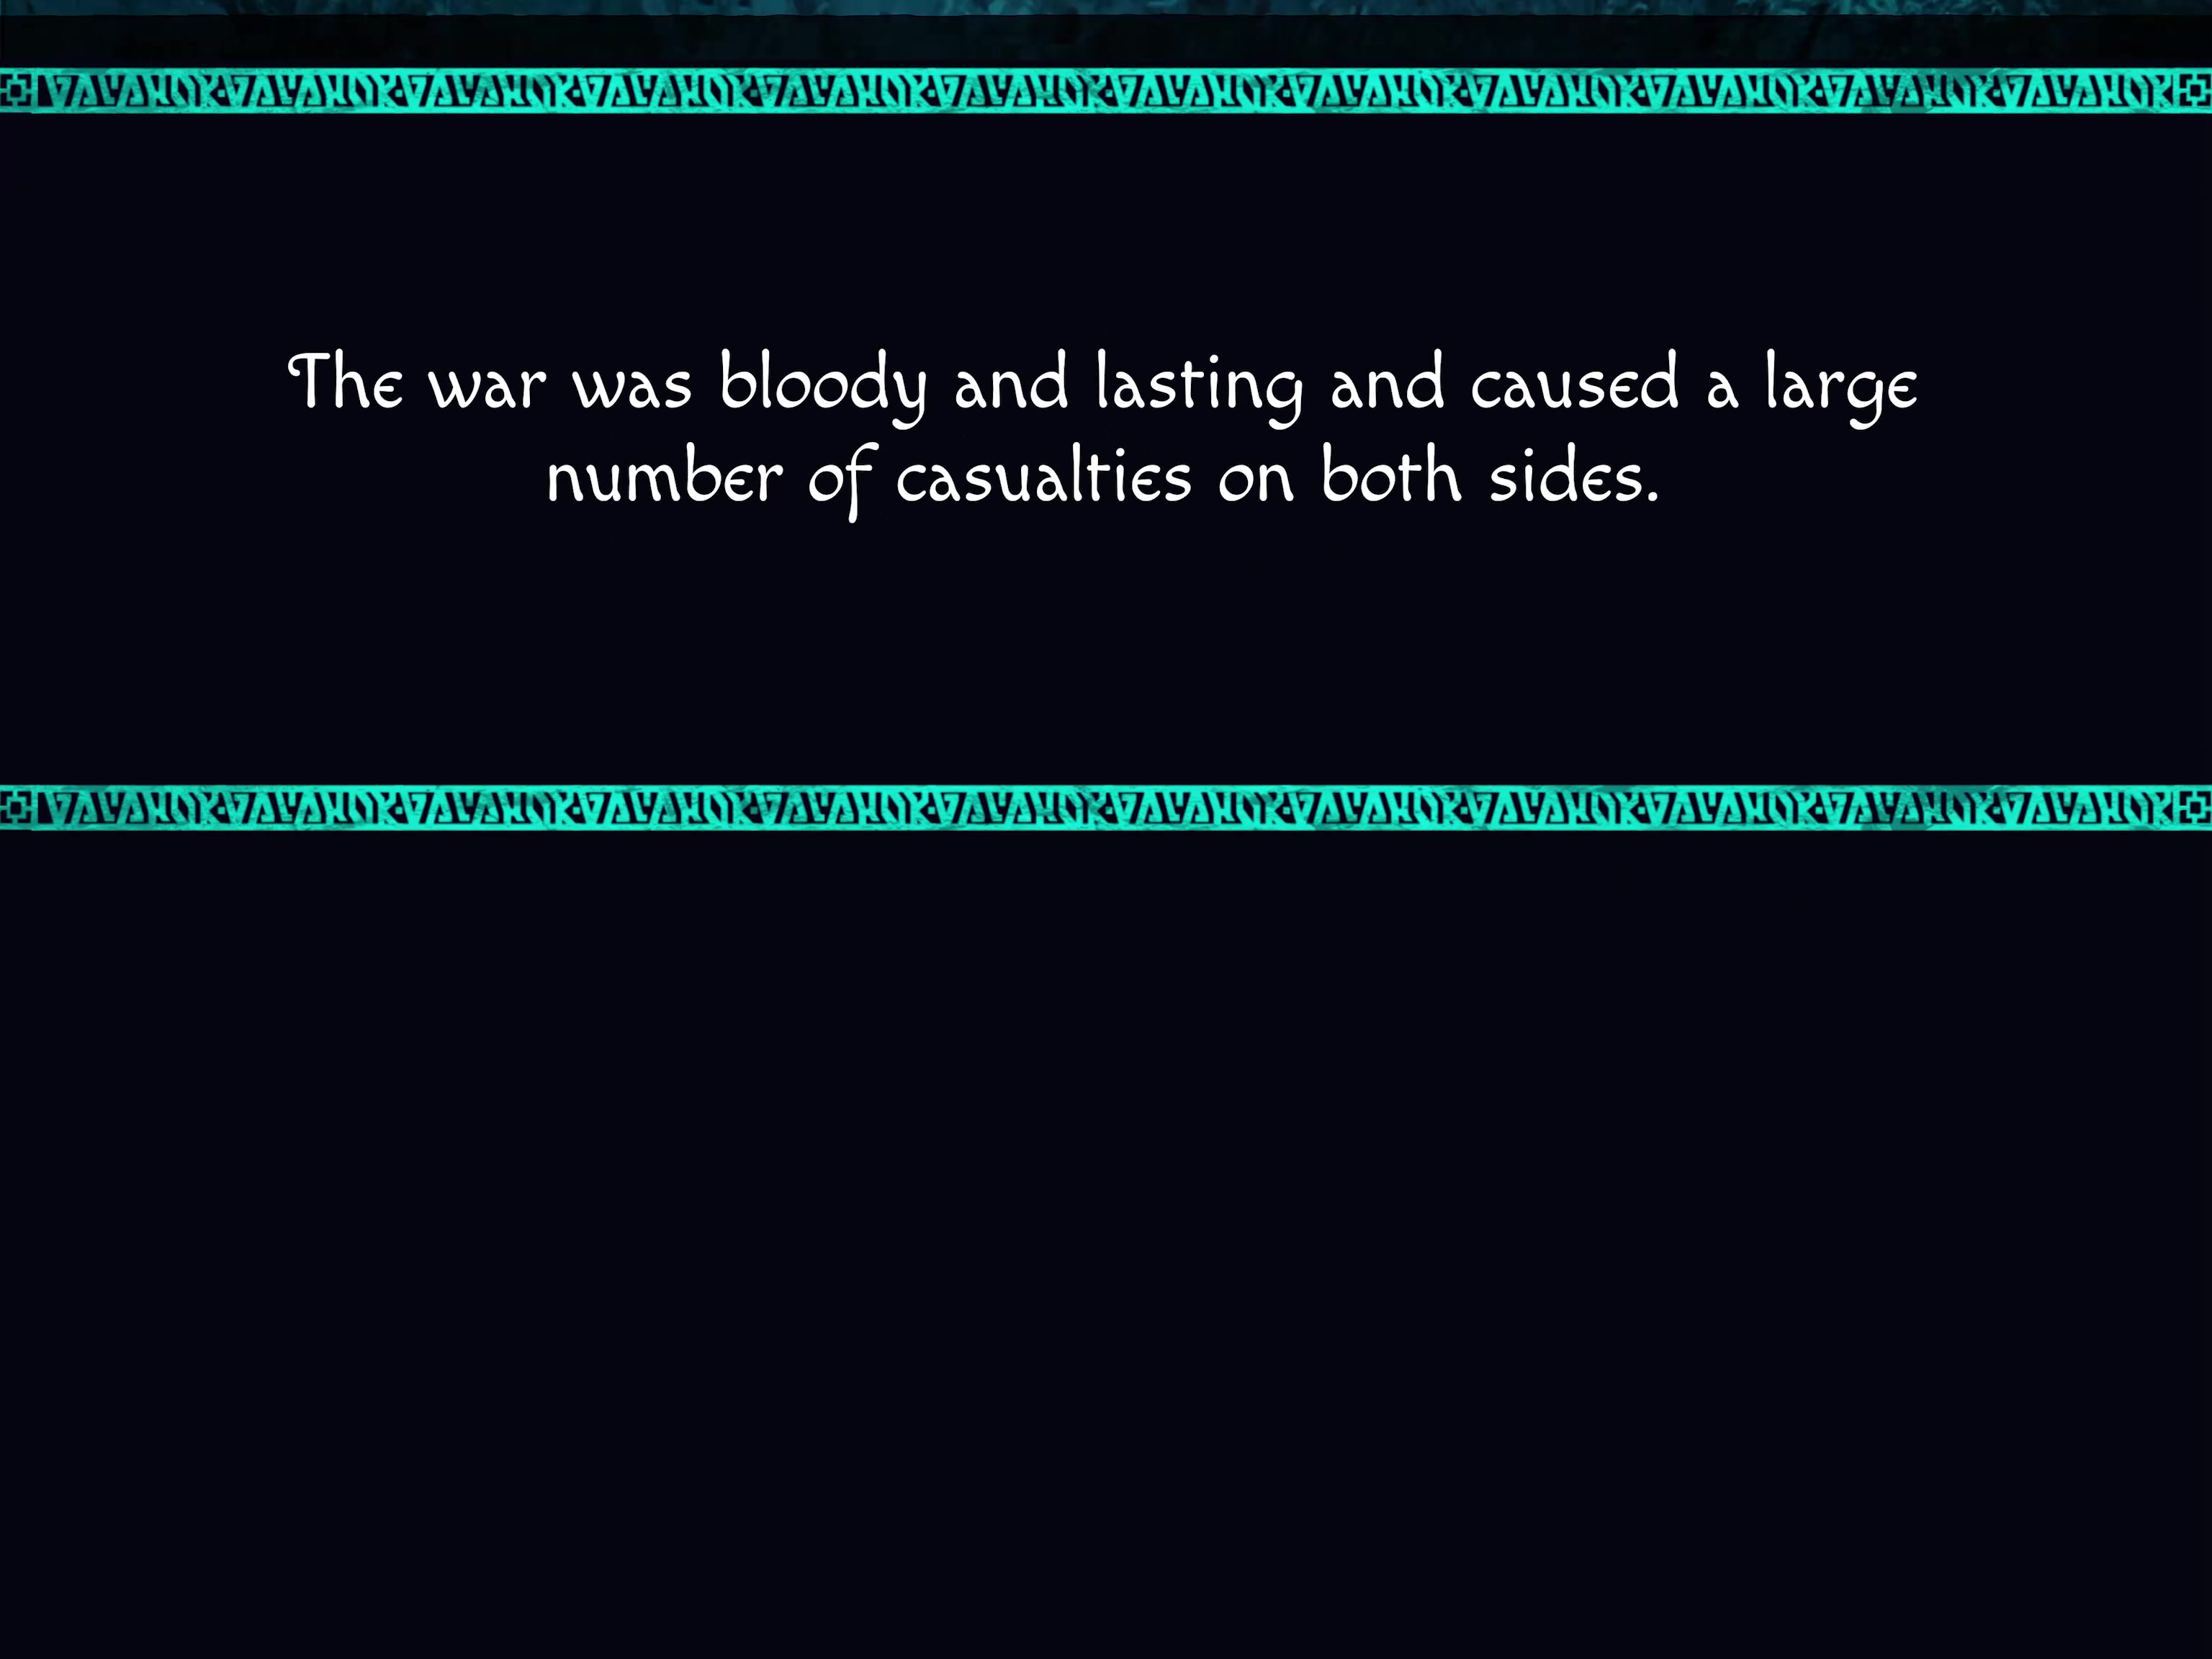 The war was bloody and lasting and caused a large
number of casualties on both sides.